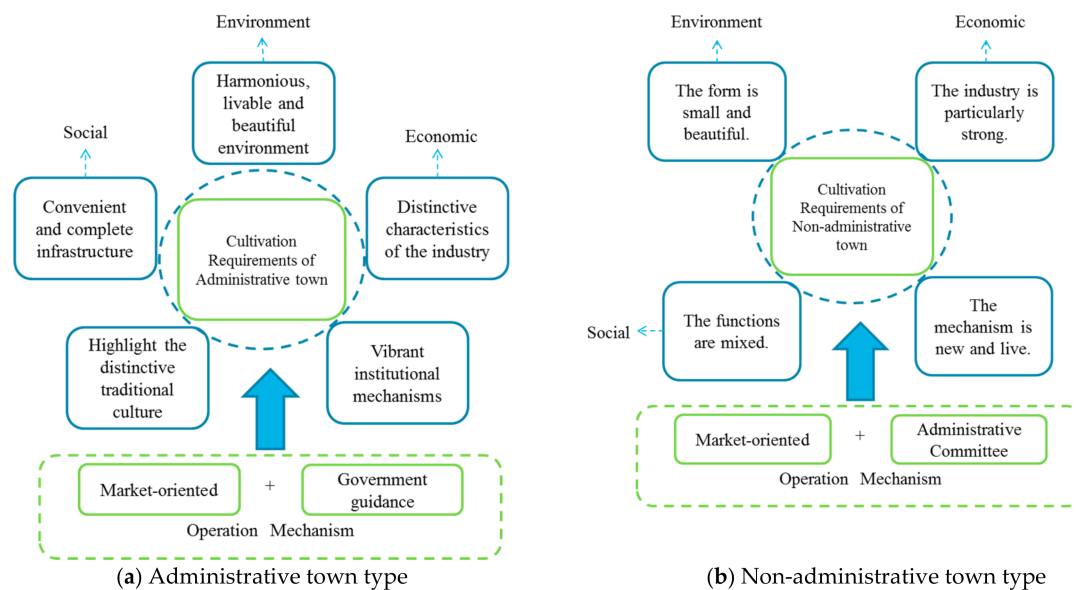 Environment
Harmonious,
livable and
beautiful
environment
Social
Convenient
and complete
infrastructure
Economic
Distinctive
characteristics
of the industry
Cultivation
Requirements of
Administrative town
Highlight the
distinctive
traditional
culture
Vibrant
institutional
mechanisms
Market-oriented
+
Government
guidance
Operation Mechanism
(a) Administrative town type
Environment
The form is
small and
beautiful.
Economic
The industry is
particularly
strong.
Cultivation
Requirements of
Non-administrative
town
Social
The functions
are mixed.
The
mechanism is
new and live.
Market-oriented
+
Administrative
Committee
Operation Mechanism
(b) Non-administrative town type